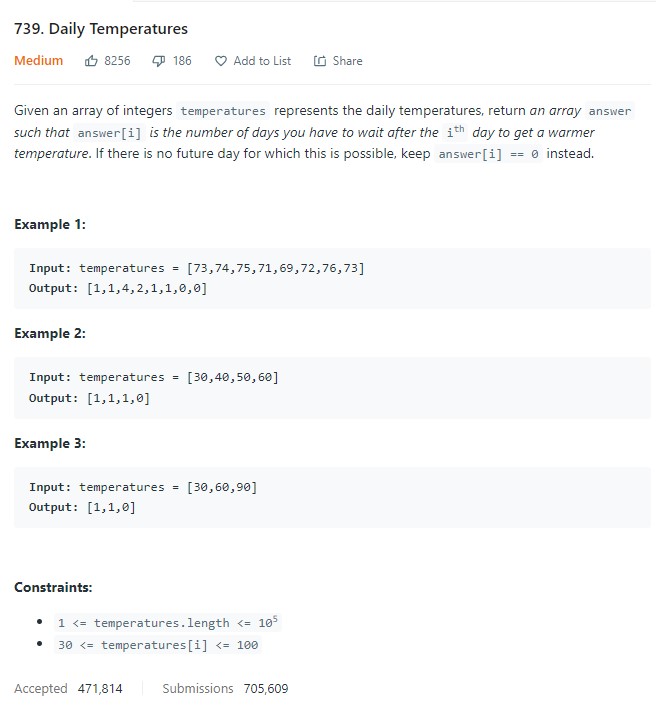 739. Daily Temperatures
Medium 8256 186 Add to List Share
Given an array of integers temperatures represents the daily temperatures, return an array answer
such that answer[i] is the number of days you have to wait after the ith day to get a warmer
temperature. If there is no future day for which this is possible, keep answer[i] == 0 instead.
Example 1:
Input: temperatures = [73,74,75,71,69,72,76,73]
Output: [1,1,4,2,1,1,0,0]
Example 2:
Input: temperatures = [30,40,50,60]
Output: [1,1,1,0]
Example 3:
Input: temperatures = [30,60,90]
Output: [1,1,0]
Constraints:
• 1 <= temperatures.length <= 10⁵
• 30 <= temperatures[i] <= 100
Accepted 471,814 Submissions 705,609